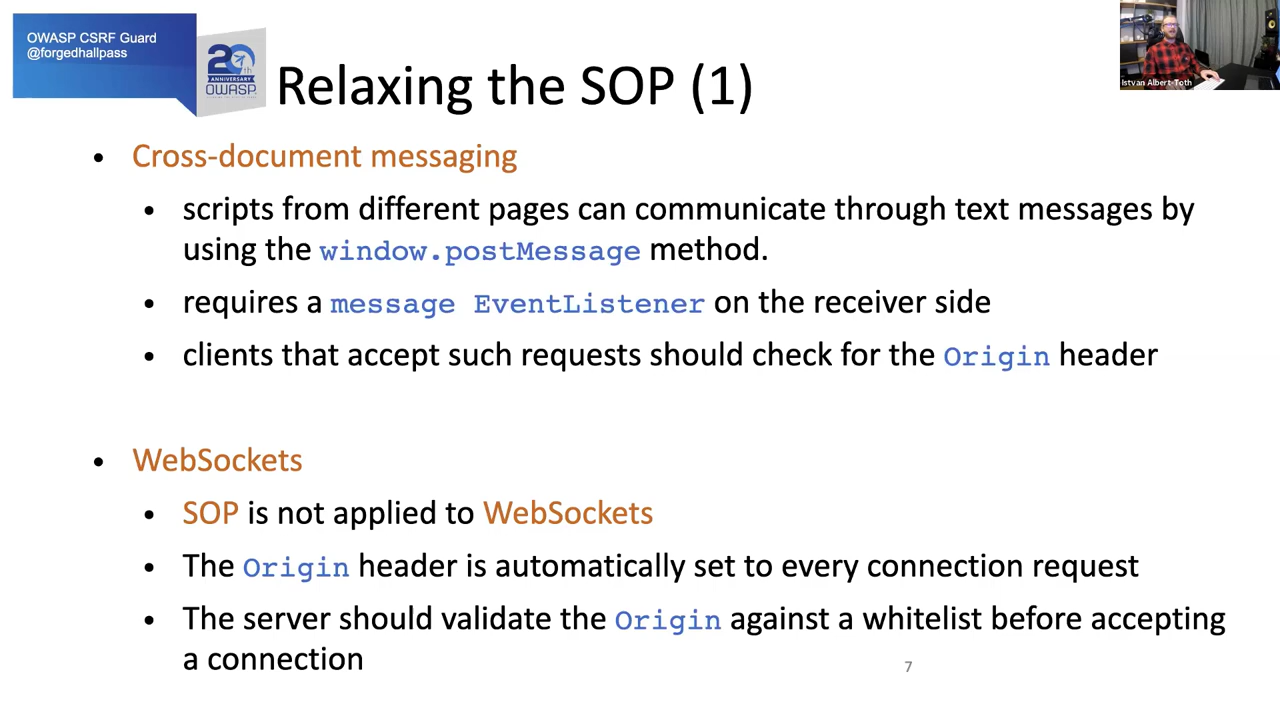 OWASP CSRF Guard
@forgedhallpass
20
th
ANNIVERSARY
OWASP
Istvan Albert-Toth
Relaxing the SOP (1)
• Cross-document messaging
• scripts from different pages can communicate through text messages by
using the window.postMessage method.
• requires a message EventListener on the receiver side
• clients that accept such requests should check for the Origin header
• WebSockets
• SOP is not applied to WebSockets
• The Origin header is automatically set to every connection request
• The server should validate the Origin against a whitelist before accepting
a connection
7